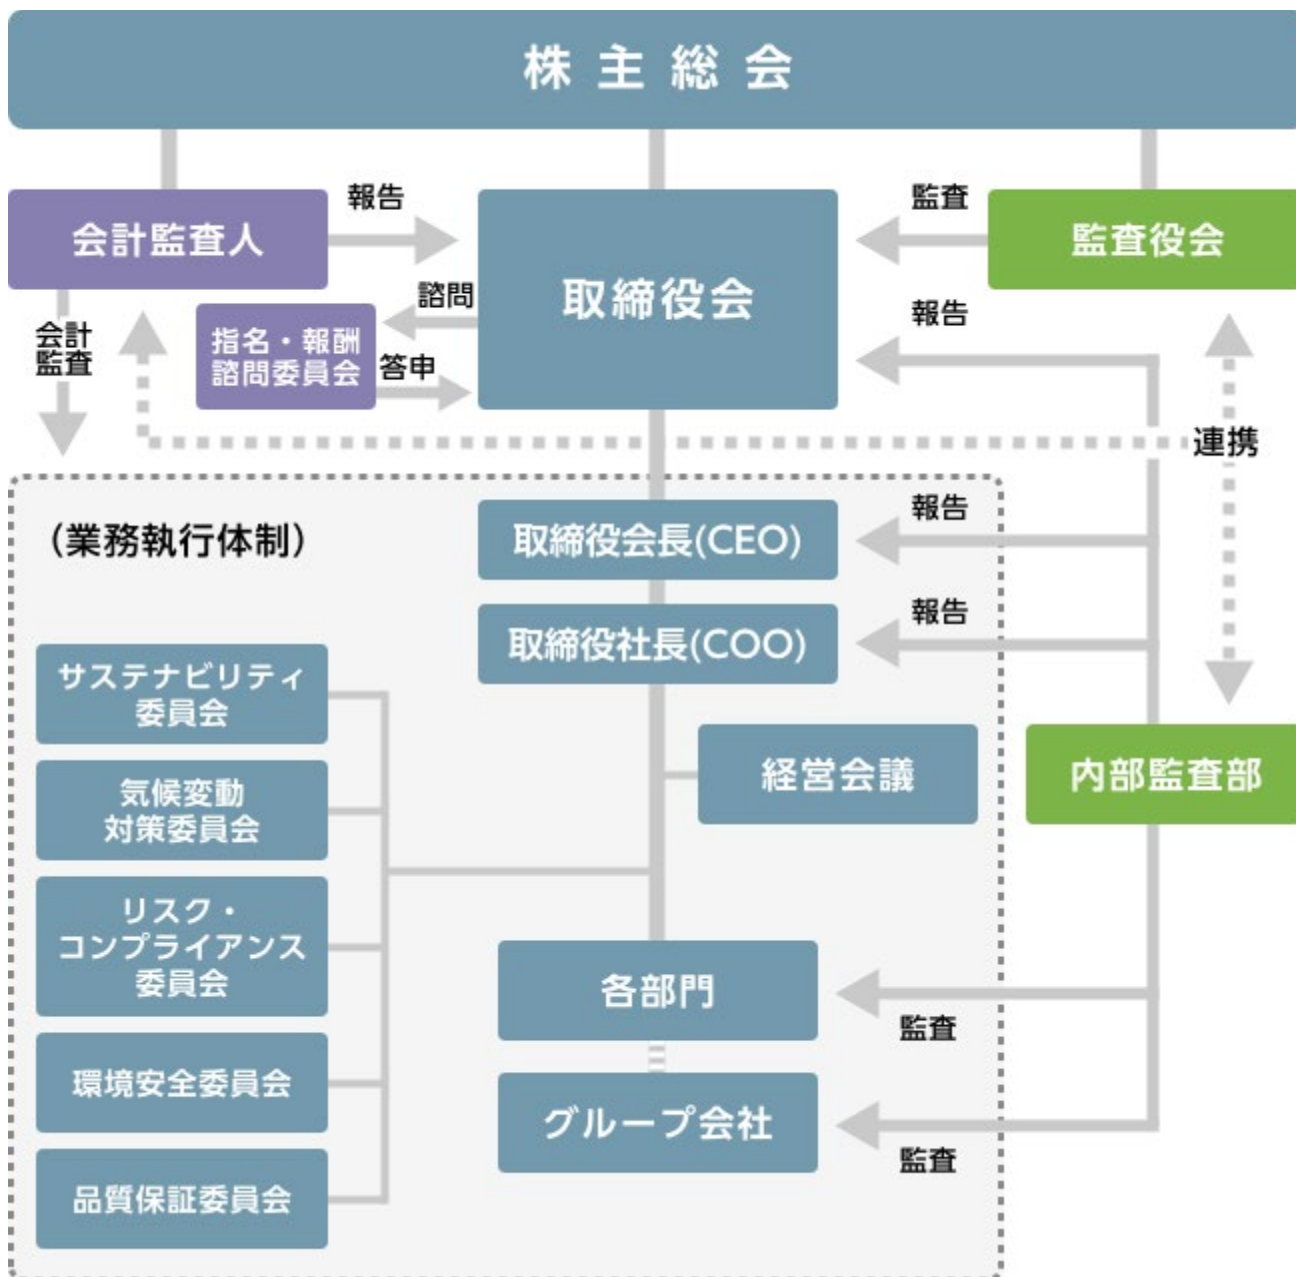 株主総会
報告
監査
会計監査人
取締役会
監査役会
諮問
報告
会計
監査
指名・報酬
諮問委員会
答申
連携
(業務執行体制)
報告
取締役会長(CEO)
報告
取締役社長(COO)
サステナビリティ
委員会
経営会議
内部監査部
気候変動
対策委員会
リスク・
コンプライアンス
委員会
各部門
監査
環境安全委員会
グループ会社
監査
品質保証委員会